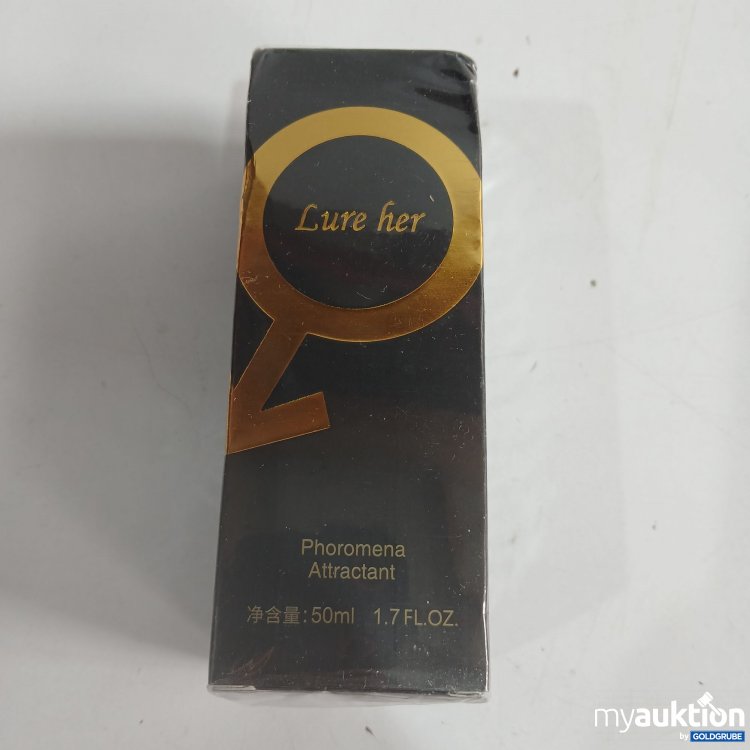 Lure her
Phoromena
Attractant
净含量:50ml 1.7 FL.OZ.
myauktion
by GOLDGRUBE